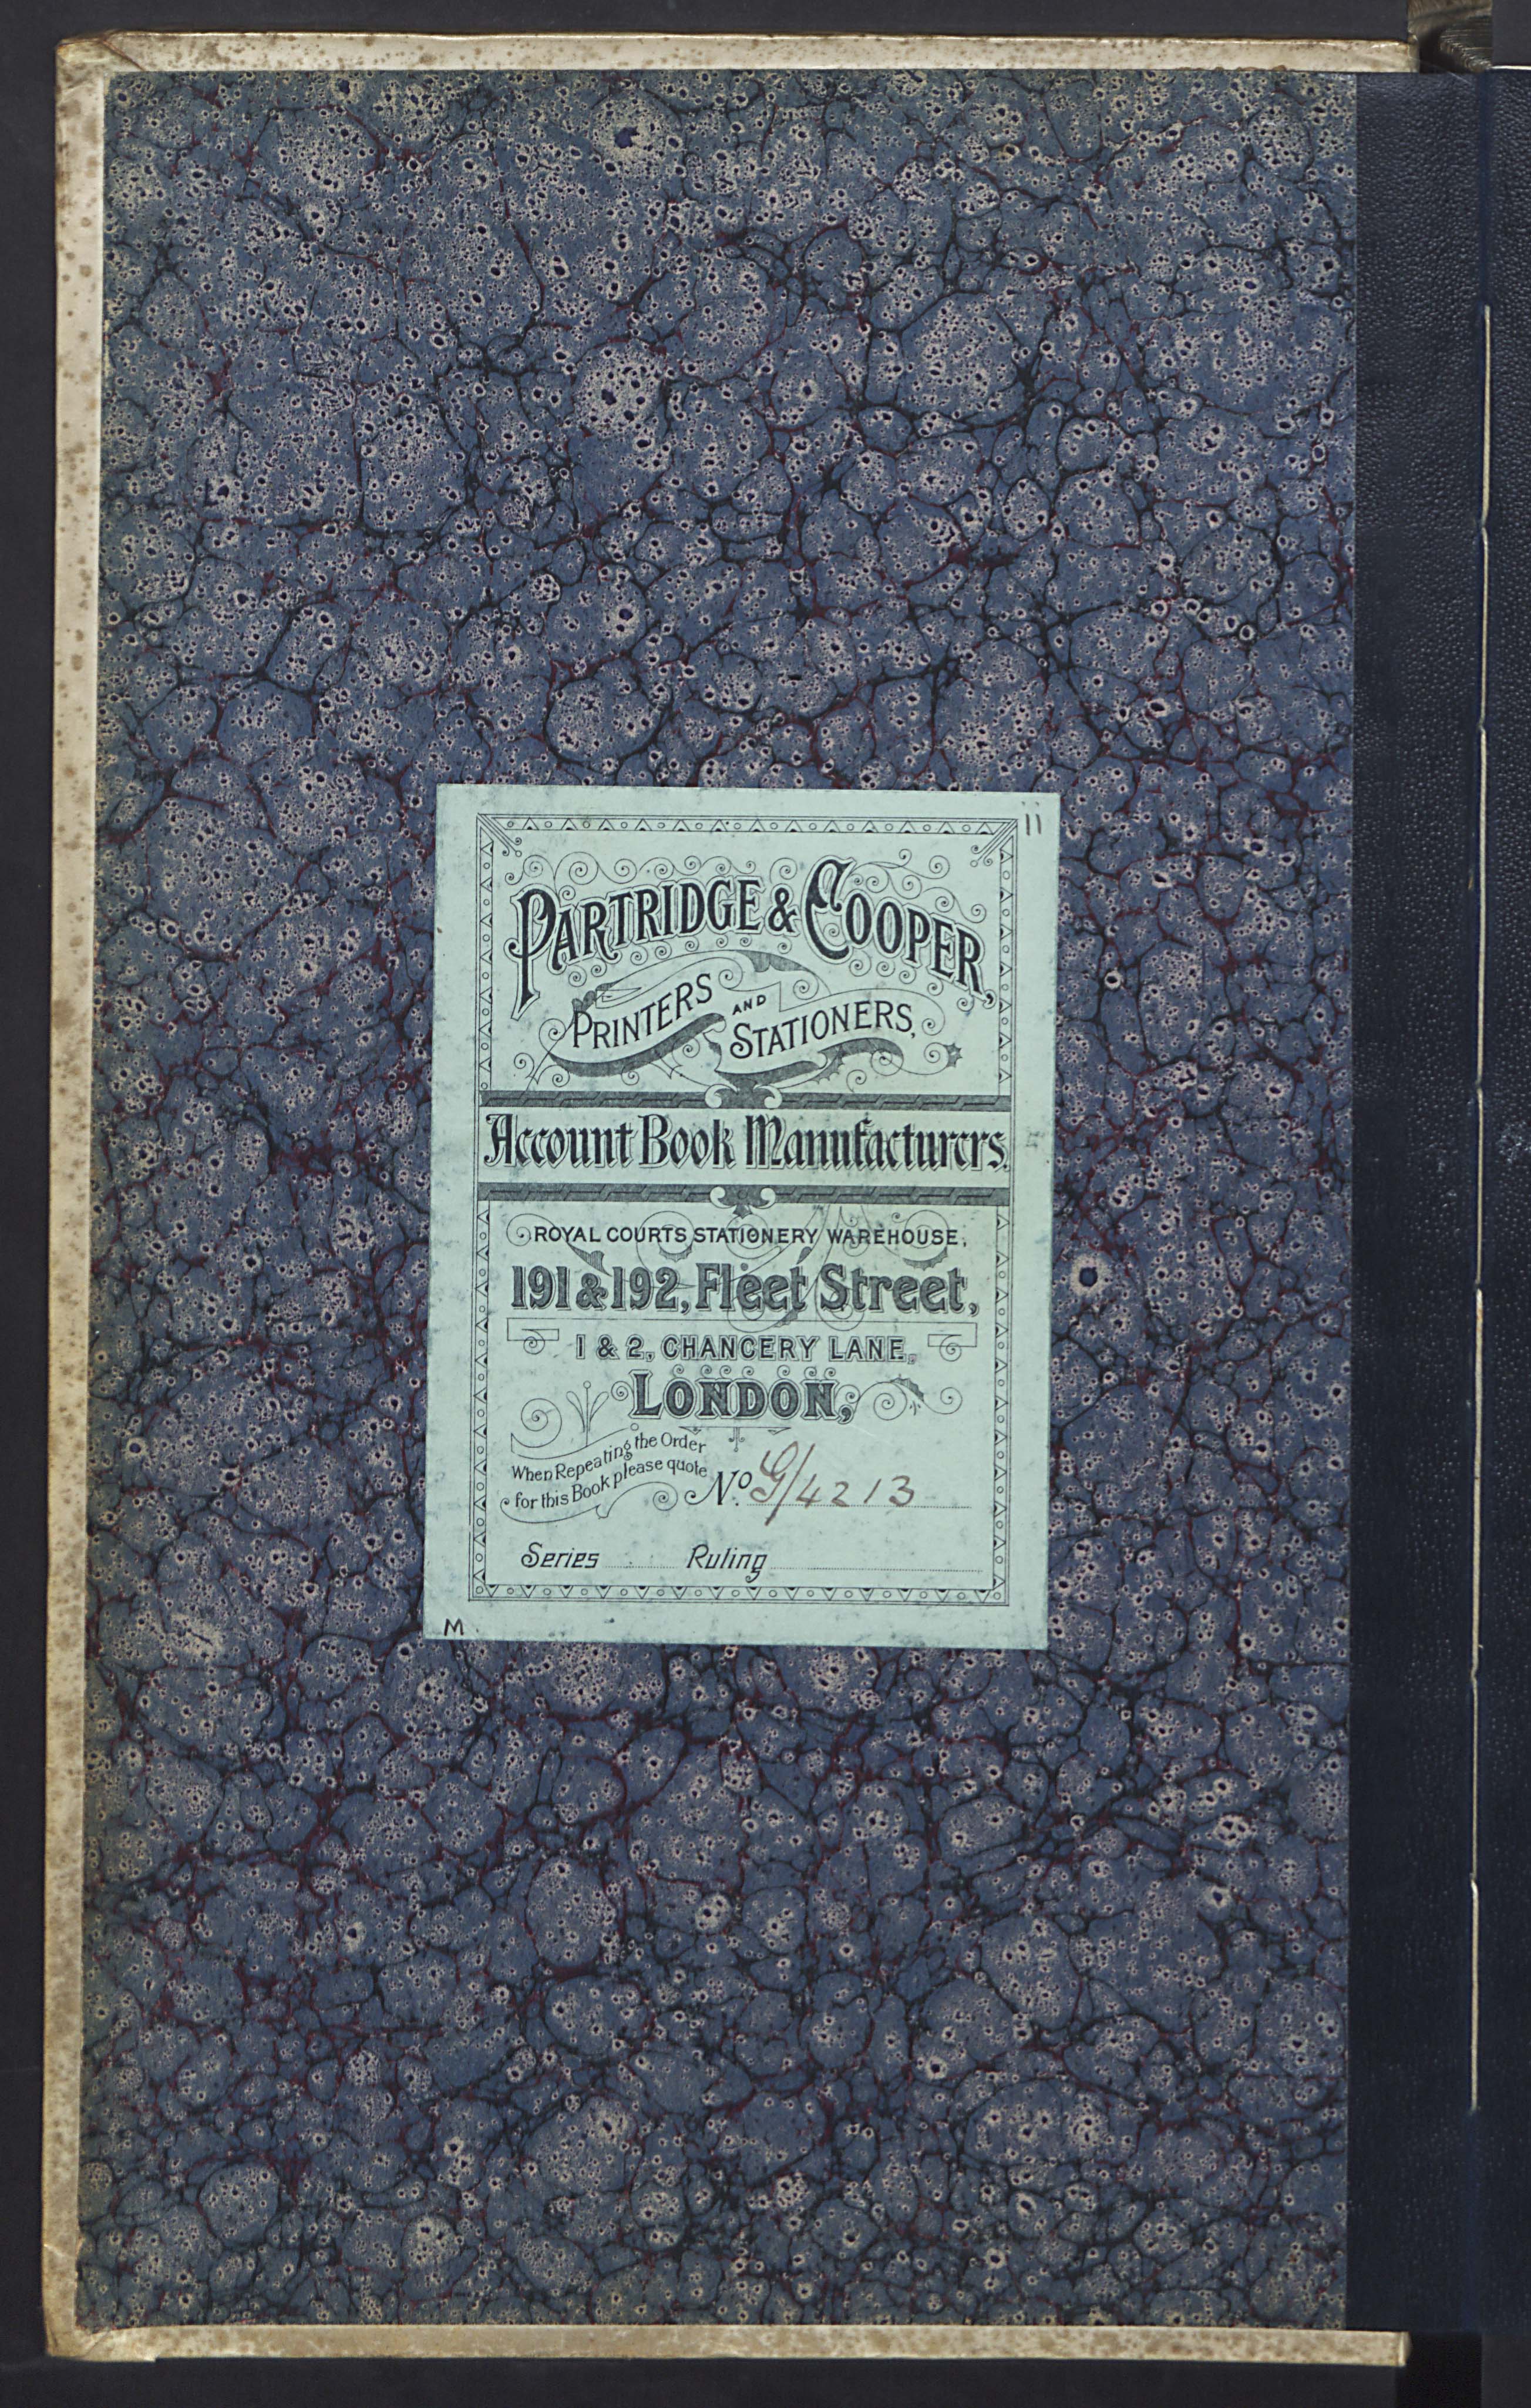 11
PARTRIDGE & COOPER,
PRINTERS AND STATIONERS,
Account Book Manufacturers.
ROYAL COURTS STATIONERY WAREHOUSE,
191 & 192, Fleet Street,
1 & 2, CHANCERY LANE,
LONDON;
When Repeating the Order
for this Book please quote
No. G/4213
Series Ruling
M